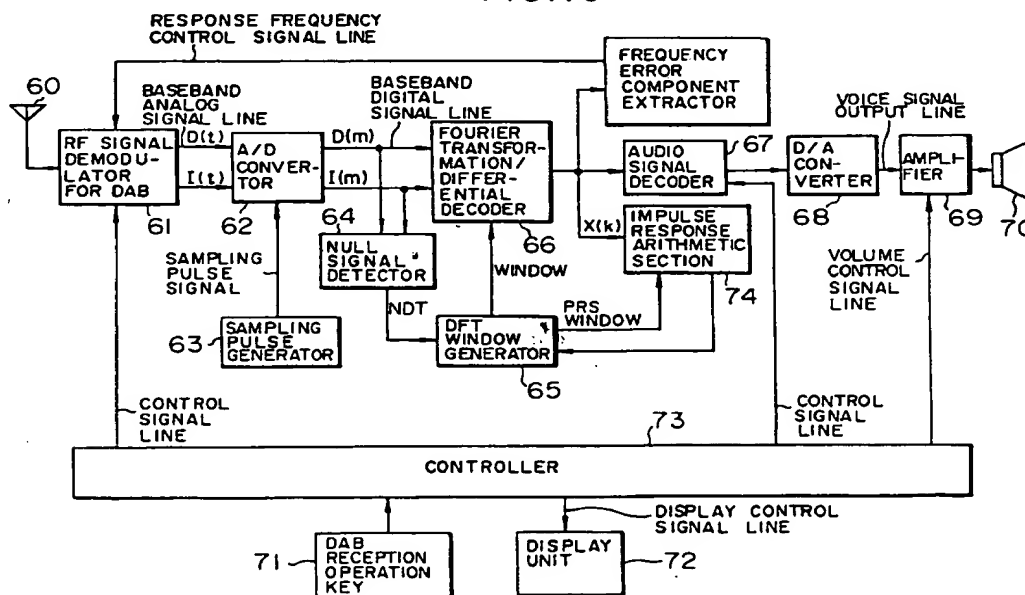 RESPONSE FREQUENCY
CONTROL SIGNAL LINE
60
BASEBAND
ANALOG
SIGNAL LINE
BASEBAND
DIGITAL
SIGNAL LINE
FREQUENCY
ERROR
COMPONENT
EXTRACTOR
VOICE SIGNAL
OUTPUT LINE
RF SIGNAL
DEMODU-
LATOR
FOR DAB
61
D(t)
I(t)
A/D
CONVER-
TOR
62
D(m)
I(m)
FOURIER
TRANSFOR-
MATION/
DIFFER-
ENTIAL
DECODER
66
67
AUDIO
SIGNAL
DECODER
D/A
CON-
VERTER
68
AMPLI-
FIER
69
70
64
NULL
SIGNAL
DETECTOR
X(k)
IMPULSE
RESPONSE
ARITHMETIC
SECTION
74
SAMPLING
PULSE
SIGNAL
WINDOW
NDT
PRS
WINDOW
VOLUME
CONTROL
SIGNAL
LINE
63
SAMPLING
PULSE
GENERATOR
DFT
WINDOW
GENERATOR
65
CONTROL
SIGNAL
LINE
CONTROL
SIGNAL
LINE
73
CONTROLLER
DISPLAY CONTROL
SIGNAL LINE
71
DAB
RECEPTION
OPERATION
KEY
DISPLAY
UNIT
72